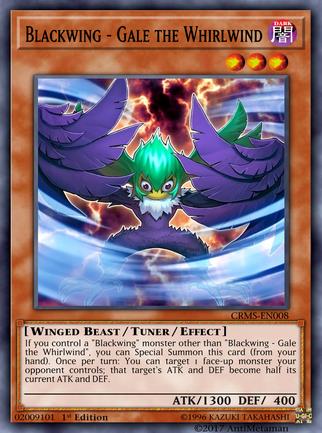 Blackwing - Gale the Whirlwind
DARK
闇
CRMS-EN008
[Winged Beast / Tuner / Effect]
If you control a "Blackwing" monster other than "Blackwing - Gale
the Whirlwind", you can Special Summon this card (from your
hand). Once per turn: You can target 1 face-up monster your
opponent controls; that target's ATK and DEF become half its
current ATK and DEF.
ATK/1300 DEF/ 400
02009101 1st Edition ©1996 KAZUKI TAKAHASHI
©2017 AntiMetaman